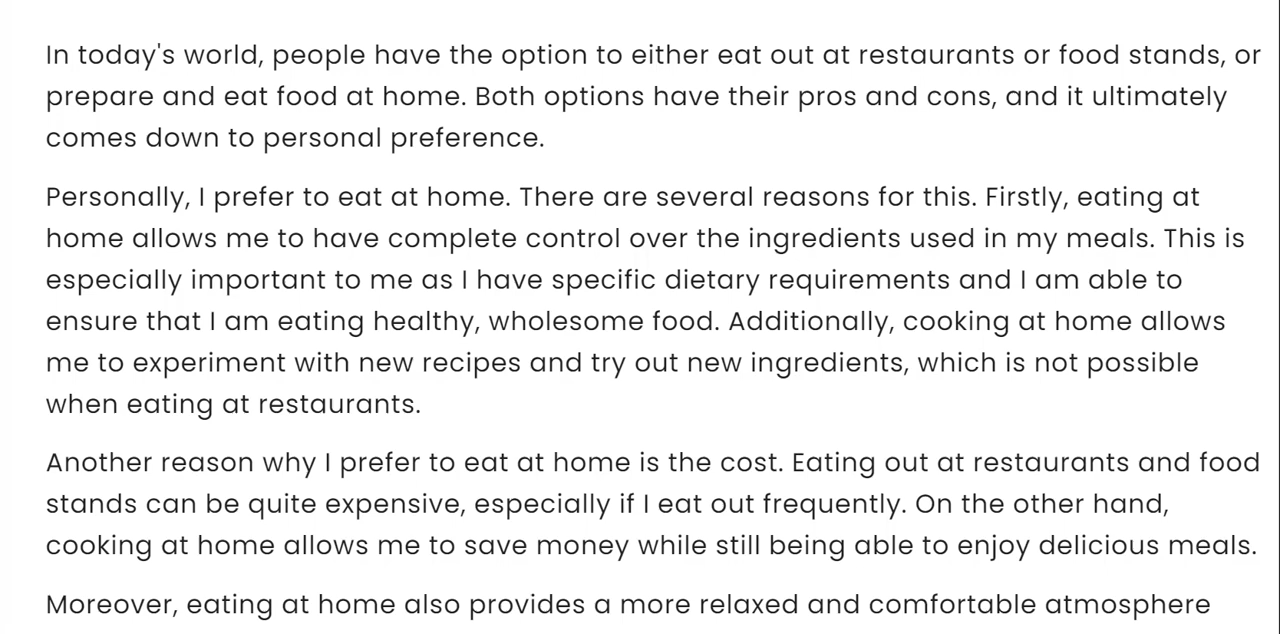 In today's world, people have the option to either eat out at restaurants or food stands, or
prepare and eat food at home. Both options have their pros and cons, and it ultimately
comes down to personal preference.
Personally, I prefer to eat at home. There are several reasons for this. Firstly, eating at
home allows me to have complete control over the ingredients used in my meals. This is
especially important to me as I have specific dietary requirements and I am able to
ensure that I am eating healthy, wholesome food. Additionally, cooking at home allows
me to experiment with new recipes and try out new ingredients, which is not possible
when eating at restaurants.
Another reason why I prefer to eat at home is the cost. Eating out at restaurants and food
stands can be quite expensive, especially if I eat out frequently. On the other hand,
cooking at home allows me to save money while still being able to enjoy delicious meals.
Moreover, eating at home also provides a more relaxed and comfortable atmosphere